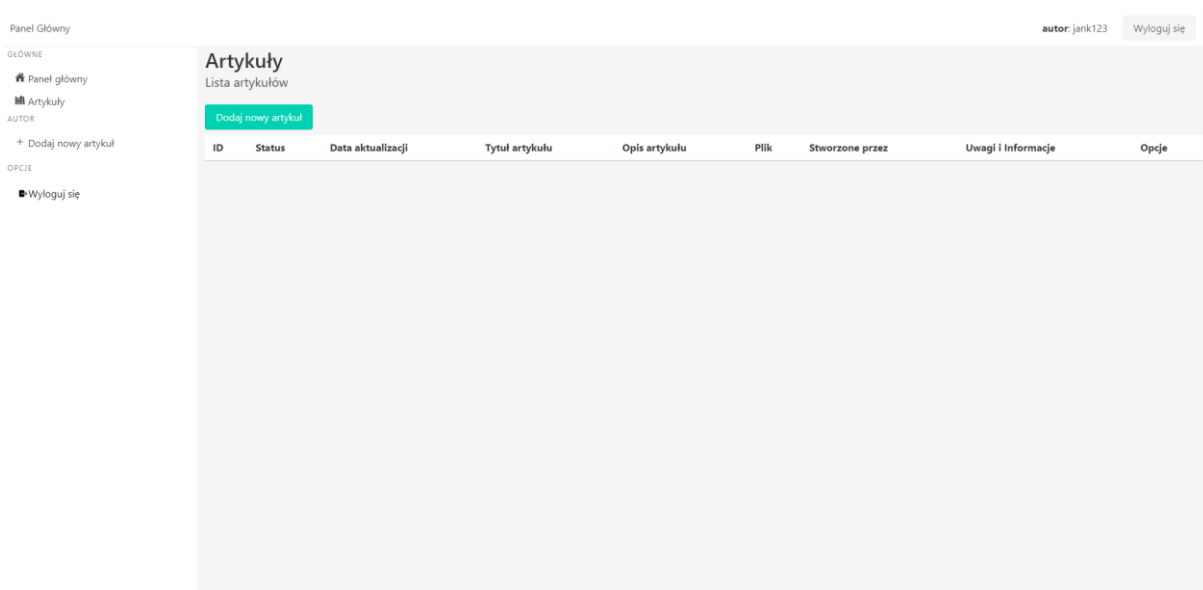 Panel Główny
autor: jank123 Wyloguj się
GŁÓWNE
Panel główny
Artykuły
AUTOR
+ Dodaj nowy artykuł
OPCJE
Wyloguj się
Artykuły
Lista artykułów
Dodaj nowy artykuł
ID Status Data aktualizacji Tytuł artykułu Opis artykułu Plik Stworzone przez Uwagi i Informacje Opcje